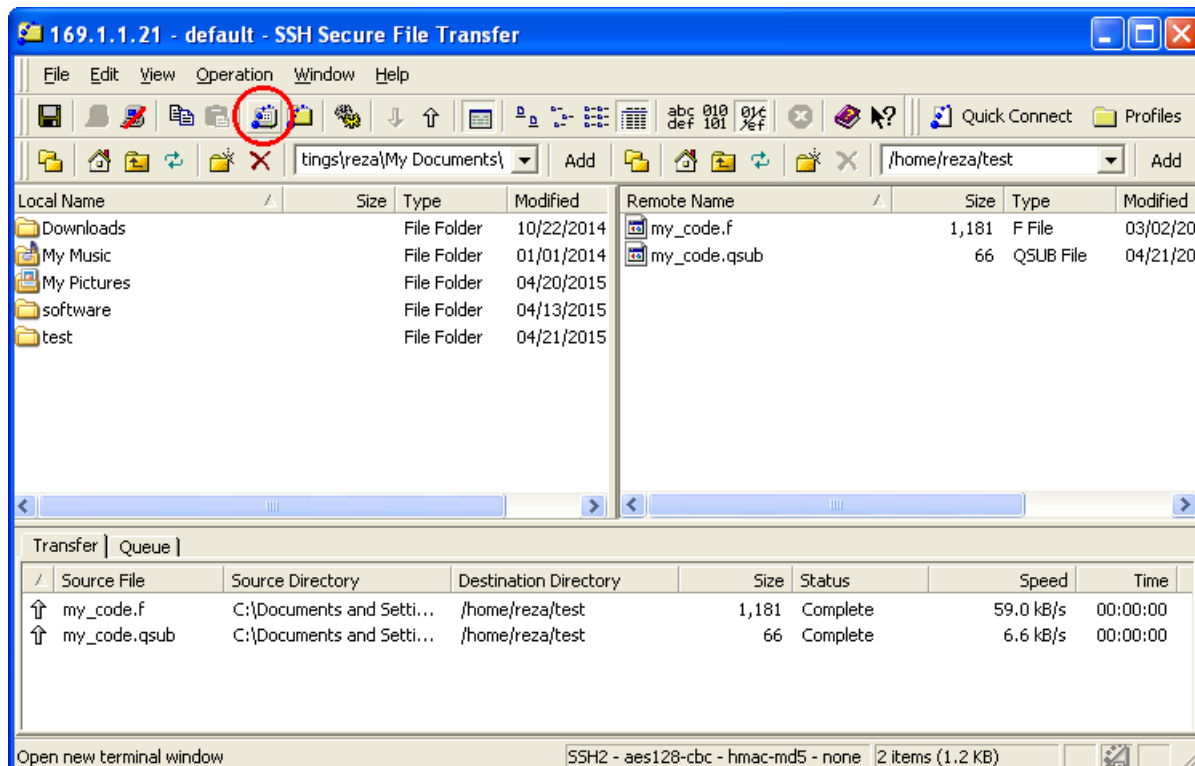 169.1.1.21 - default - SSH Secure File Transfer
File Edit View Operation Window Help
abc def 010 101 Quick Connect Profiles
tings\reza\My Documents\ Add /home/reza/test Add
Local Name Size Type Modified Remote Name Size Type Modified
Downloads File Folder 10/22/2014 my_code.f 1,181 F File 03/02/20
My Music File Folder 01/01/2014 my_code.qsub 66 QSUB File 04/21/20
My Pictures File Folder 04/20/2015
software File Folder 04/13/2015
test File Folder 04/21/2015
Transfer Queue
Source File Source Directory Destination Directory Size Status Speed Time
my_code.f C:\Documents and Setti... /home/reza/test 1,181 Complete 59.0 kB/s 00:00:00
my_code.qsub C:\Documents and Setti... /home/reza/test 66 Complete 6.6 kB/s 00:00:00
Open new terminal window SSH2 - aes128-cbc - hmac-md5 - none 2 items (1.2 KB)